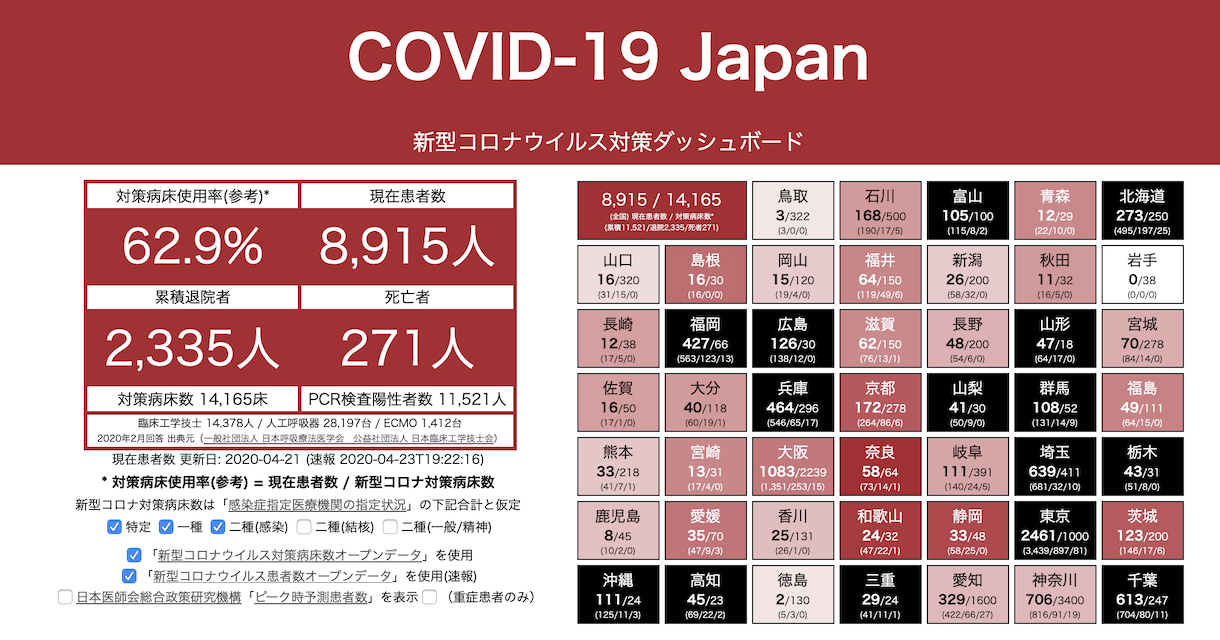 COVID-19 Japan
新型コロナウイルス対策ダッシュボード
対策病床使用率(参考)* 現在患者数
62.9% 8,915人
累積退院者 死亡者
2,335人 271人
対策病床数 14,165床 PCR検査陽性者数 11,521人
臨床工学技士 14,378人 / 人工呼吸器 28,197台 / ECMO 1,412台
2020年2月回答 出典元 (一般社団法人 日本呼吸療法医学会 公益社団法人 日本臨床工学技士会)
現在患者数 更新日: 2020-04-21 (速報 2020-04-23T19:22:16)
* 対策病床使用率(参考) = 現在患者数 / 新型コロナ対策病床数
新型コロナ対策病床数は「感染症指定医療機関の指定状況」の下記合計と仮定
特定 一種 二種(感染) 二種(結核) 二種(一般/精神)
「新型コロナウイルス対策病床数オープンデータ」を使用
「新型コロナウイルス患者数オープンデータ」を使用(速報)
日本医師会総合政策研究機構「ピーク時予測患者数」を表示 (重症患者のみ)
8,915 / 14,165
(全国) 現在患者数 / 対策病床数*
(累積11,521/退院2,335/死者271)
鳥取
3/322
(3/0/0)
石川
168/500
(190/17/5)
富山
105/100
(115/8/2)
青森
12/29
(22/10/0)
北海道
273/250
(495/197/25)
山口
16/320
(31/15/0)
島根
16/30
(16/0/0)
岡山
15/120
(19/4/0)
福井
64/150
(119/49/6)
新潟
26/200
(58/32/0)
秋田
11/32
(16/5/0)
岩手
0/38
(0/0/0)
長崎
12/38
(17/5/0)
福岡
427/66
(563/123/13)
広島
126/30
(138/12/0)
滋賀
62/150
(76/13/1)
長野
48/200
(54/6/0)
山形
47/18
(64/17/0)
宮城
70/278
(84/14/0)
佐賀
16/50
(17/1/0)
大分
40/118
(60/19/1)
兵庫
464/296
(546/65/17)
京都
172/278
(264/86/6)
山梨
41/30
(50/9/0)
群馬
108/52
(131/14/9)
福島
49/111
(64/15/0)
熊本
33/218
(41/7/1)
宮崎
13/31
(17/4/0)
大阪
1083/2239
(1,351/253/15)
奈良
58/64
(73/14/1)
岐阜
111/391
(140/24/5)
埼玉
639/411
(681/32/10)
栃木
43/31
(51/8/0)
鹿児島
8/45
(10/2/0)
愛媛
35/70
(47/9/3)
香川
25/131
(26/1/0)
和歌山
24/32
(47/22/1)
静岡
33/48
(58/25/0)
東京
2461/1000
(3,439/897/81)
茨城
123/200
(146/17/6)
沖縄
111/24
(125/11/3)
高知
45/23
(69/22/2)
徳島
2/130
(5/3/0)
三重
29/24
(41/11/1)
愛知
329/1600
(422/66/27)
神奈川
706/3400
(816/91/19)
千葉
613/247
(704/80/11)